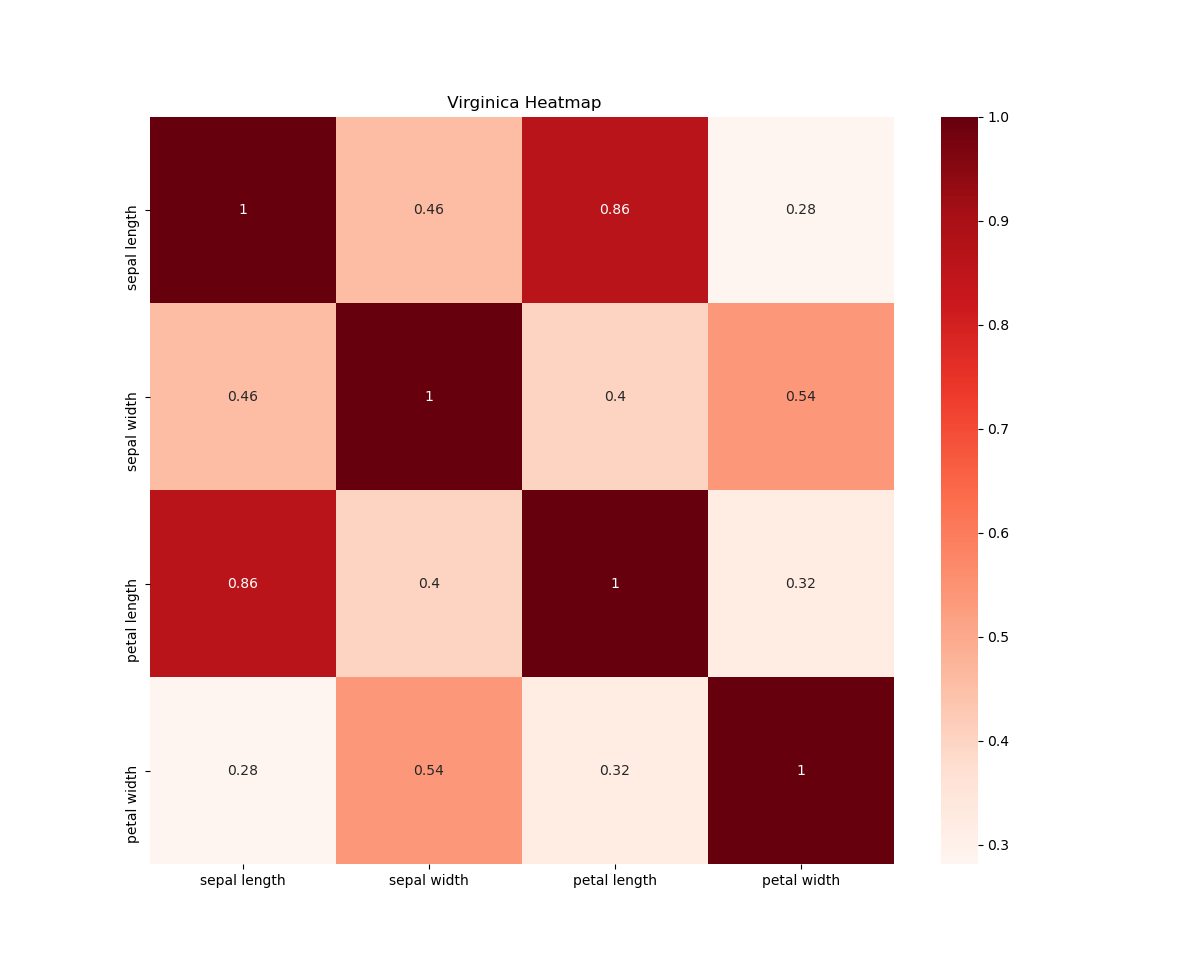 Virginica Heatmap
1.0
sepal length 1 0.46 0.86 0.28
0.9
0.8
sepal width 0.46 1 0.4 0.54
0.7
0.6
petal length 0.86 0.4 1 0.32
0.5
0.4
petal width 0.28 0.54 0.32 1
0.3
sepal length sepal width petal length petal width